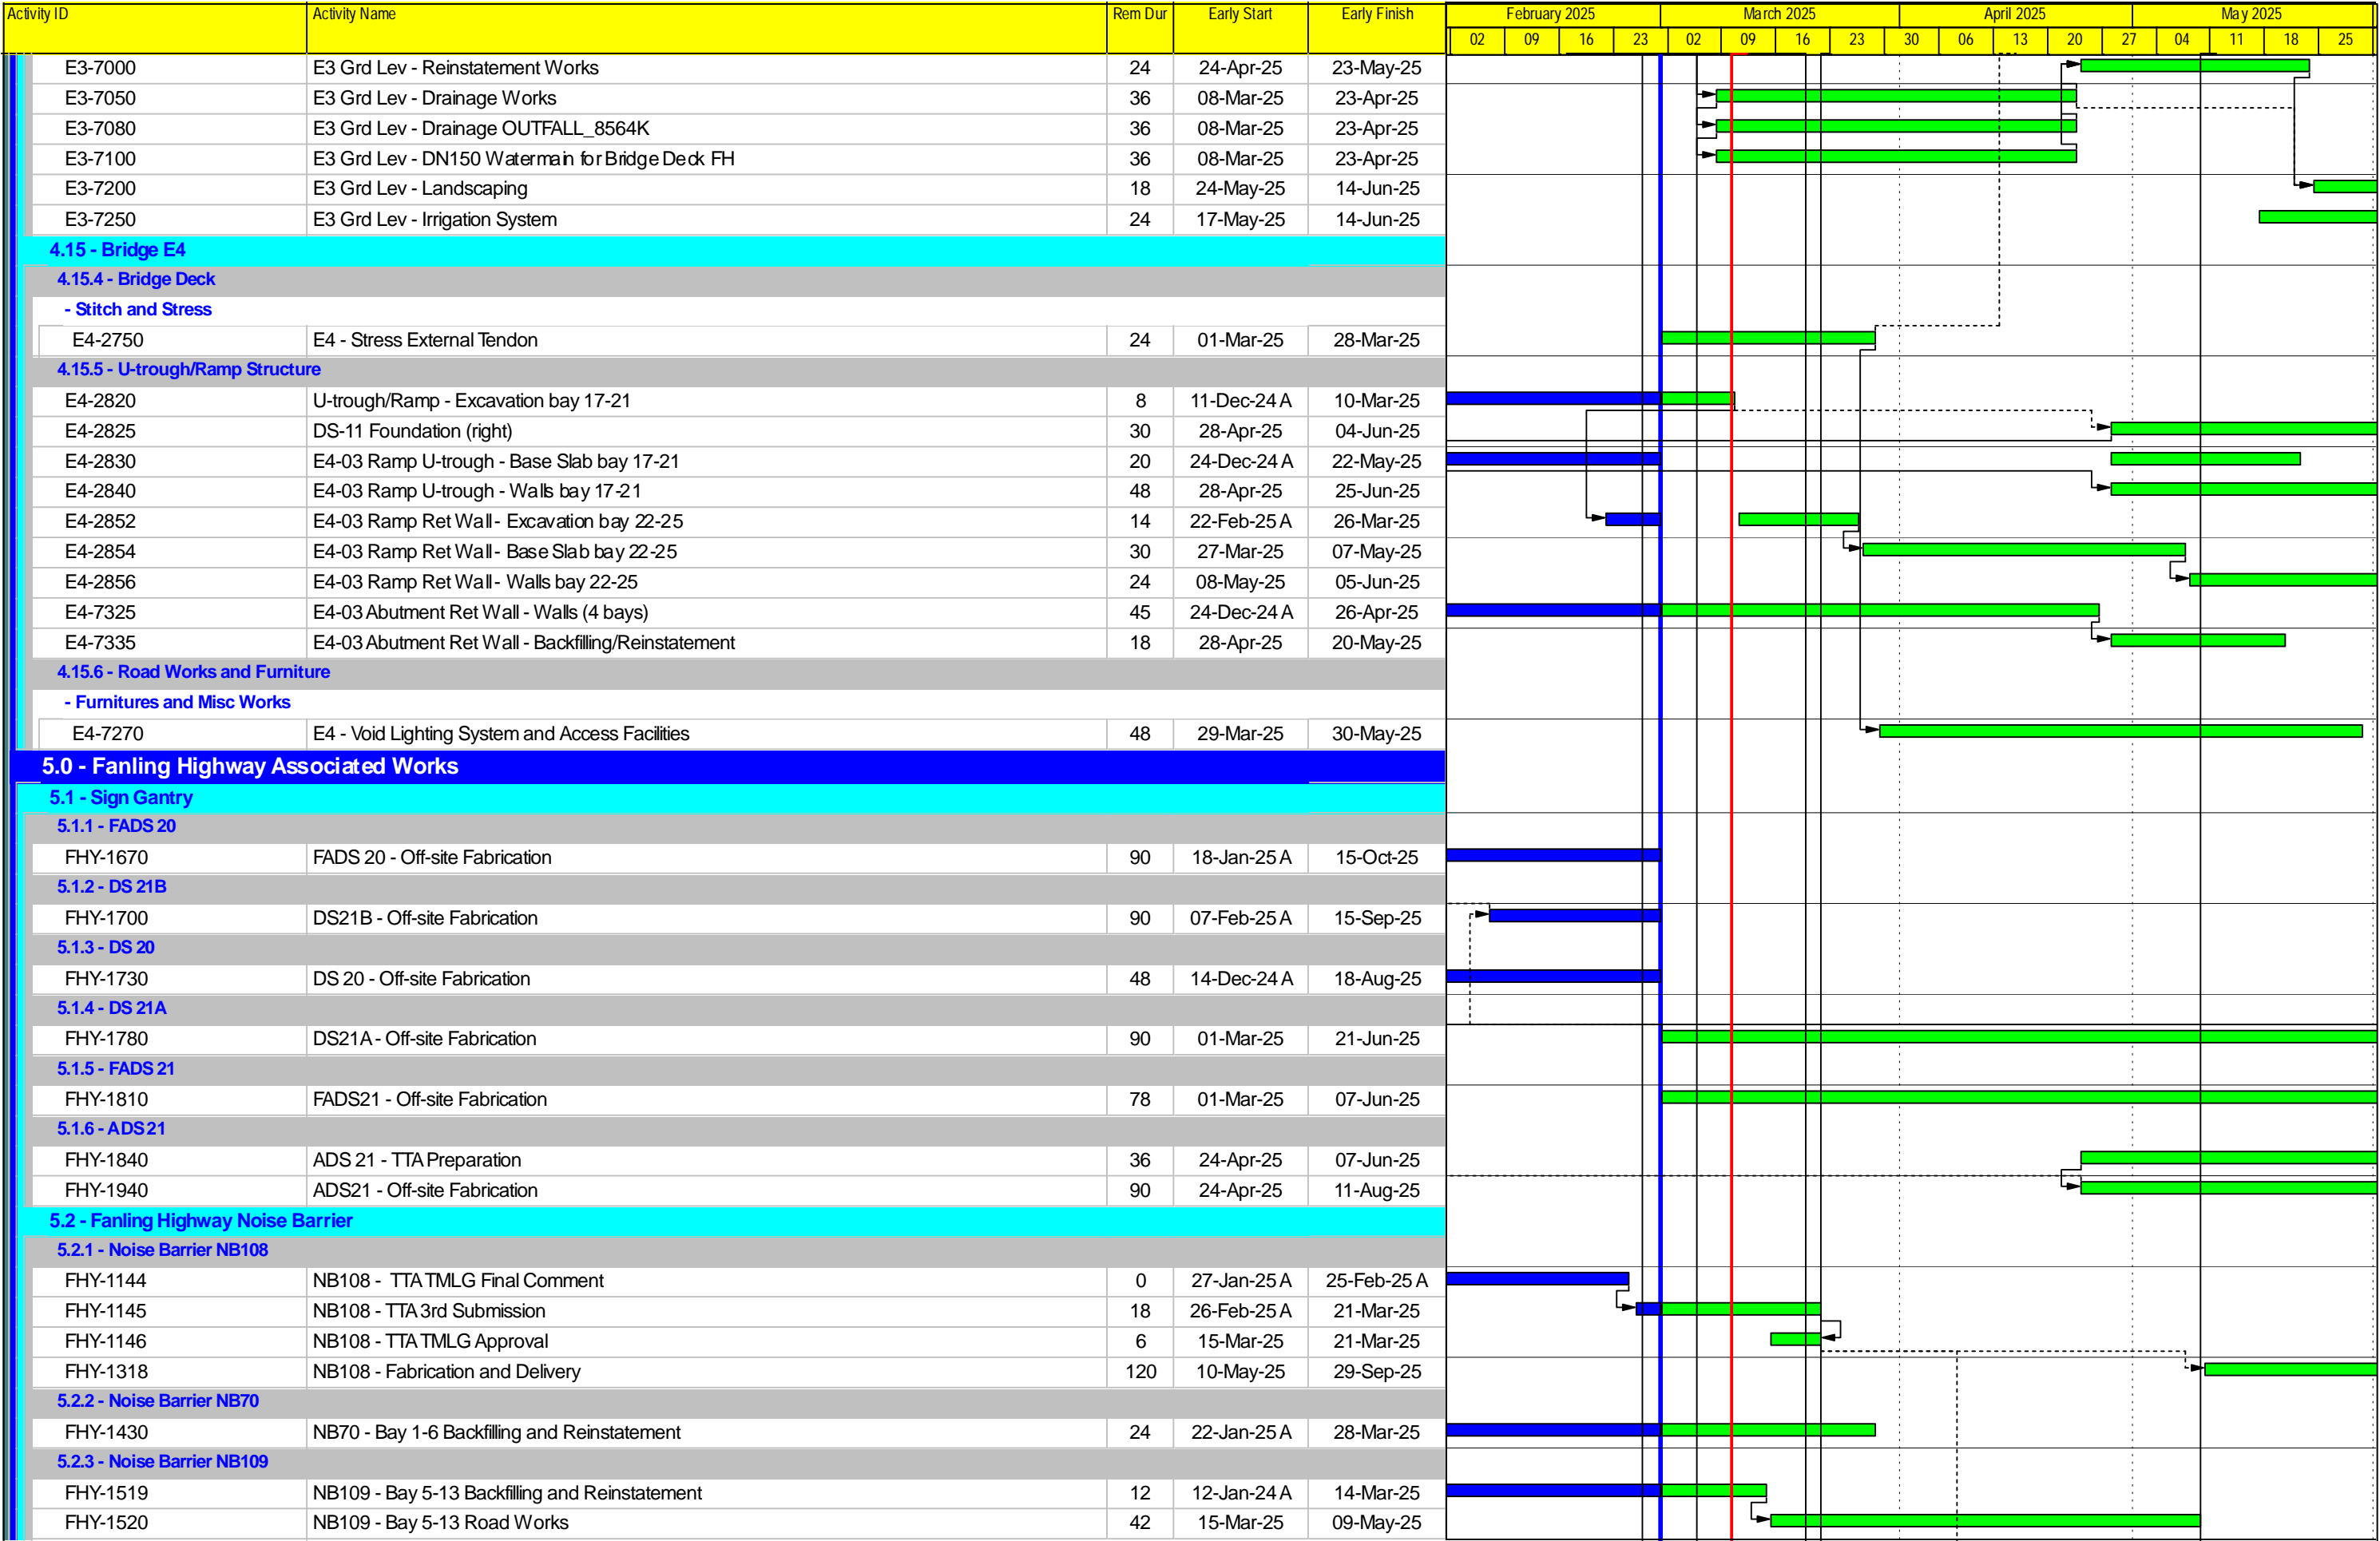 Activity ID Activity Name Rem Dur Early Start Early Finish February 2025 March 2025 April 2025 May 2025
02 09 16 23 02 09 16 23 30 06 13 20 27 04 11 18 25
E3-7000 E3 Grd Lev - Reinstatement Works 24 24-Apr-25 23-May-25
E3-7050 E3 Grd Lev - Drainage Works 36 08-Mar-25 23-Apr-25
E3-7080 E3 Grd Lev - Drainage OUTFALL_8564K 36 08-Mar-25 23-Apr-25
E3-7100 E3 Grd Lev - DN150 Watermain for Bridge Deck FH 36 08-Mar-25 23-Apr-25
E3-7200 E3 Grd Lev - Landscaping 18 24-May-25 14-Jun-25
E3-7250 E3 Grd Lev - Irrigation System 24 17-May-25 14-Jun-25
4.15 - Bridge E4
4.15.4 - Bridge Deck
- Stitch and Stress
E4-2750 E4 - Stress External Tendon 24 01-Mar-25 28-Mar-25
4.15.5 - U-trough/Ramp Structure
E4-2820 U-trough/Ramp - Excavation bay 17-21 8 11-Dec-24 A 10-Mar-25
E4-2825 DS-11 Foundation (right) 30 28-Apr-25 04-Jun-25
E4-2830 E4-03 Ramp U-trough - Base Slab bay 17-21 20 24-Dec-24 A 22-May-25
E4-2840 E4-03 Ramp U-trough - Walls bay 17-21 48 28-Apr-25 25-Jun-25
E4-2852 E4-03 Ramp Ret Wall - Excavation bay 22-25 14 22-Feb-25 A 26-Mar-25
E4-2854 E4-03 Ramp Ret Wall - Base Slab bay 22-25 30 27-Mar-25 07-May-25
E4-2856 E4-03 Ramp Ret Wall - Walls bay 22-25 24 08-May-25 05-Jun-25
E4-7325 E4-03 Abutment Ret Wall - Walls (4 bays) 45 24-Dec-24 A 26-Apr-25
E4-7335 E4-03 Abutment Ret Wall - Backfilling/Reinstatement 18 28-Apr-25 20-May-25
4.15.6 - Road Works and Furniture
- Furnitures and Misc Works
E4-7270 E4 - Void Lighting System and Access Facilities 48 29-Mar-25 30-May-25
5.0 - Fanling Highway Associated Works
5.1 - Sign Gantry
5.1.1 - FADS 20
FHY-1670 FADS 20 - Off-site Fabrication 90 18-Jan-25 A 15-Oct-25
5.1.2 - DS 21B
FHY-1700 DS21B - Off-site Fabrication 90 07-Feb-25 A 15-Sep-25
5.1.3 - DS 20
FHY-1730 DS 20 - Off-site Fabrication 48 14-Dec-24 A 18-Aug-25
5.1.4 - DS 21A
FHY-1780 DS21A - Off-site Fabrication 90 01-Mar-25 21-Jun-25
5.1.5 - FADS 21
FHY-1810 FADS21 - Off-site Fabrication 78 01-Mar-25 07-Jun-25
5.1.6 - ADS 21
FHY-1840 ADS 21 - TTA Preparation 36 24-Apr-25 07-Jun-25
FHY-1940 ADS21 - Off-site Fabrication 90 24-Apr-25 11-Aug-25
5.2 - Fanling Highway Noise Barrier
5.2.1 - Noise Barrier NB108
FHY-1144 NB108 - TTA TMLG Final Comment 0 27-Jan-25 A 25-Feb-25 A
FHY-1145 NB108 - TTA 3rd Submission 18 26-Feb-25 A 21-Mar-25
FHY-1146 NB108 - TTA TMLG Approval 6 15-Mar-25 21-Mar-25
FHY-1318 NB108 - Fabrication and Delivery 120 10-May-25 29-Sep-25
5.2.2 - Noise Barrier NB70
FHY-1430 NB70 - Bay 1-6 Backfilling and Reinstatement 24 22-Jan-25 A 28-Mar-25
5.2.3 - Noise Barrier NB109
FHY-1519 NB109 - Bay 5-13 Backfilling and Reinstatement 12 12-Jan-24 A 14-Mar-25
FHY-1520 NB109 - Bay 5-13 Road Works 42 15-Mar-25 09-May-25